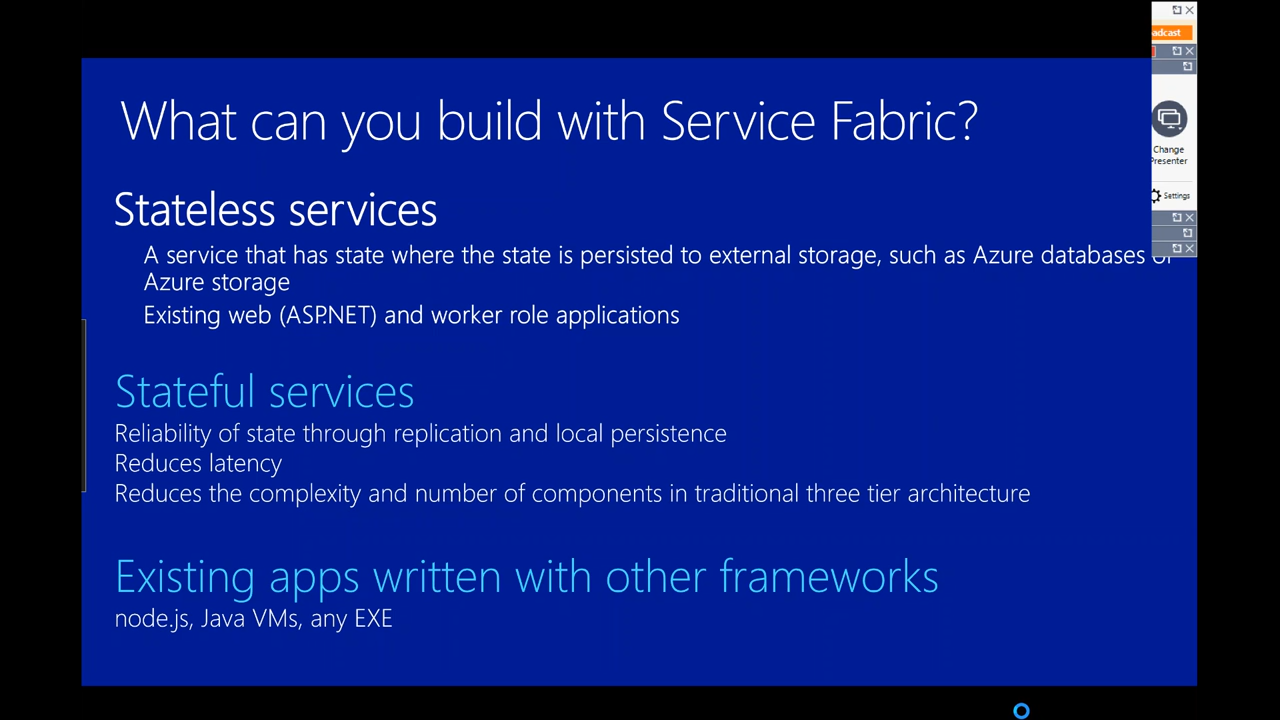 What can you build with Service Fabric?
Stateless services
A service that has state where the state is persisted to external storage, such as Azure databases or
Azure storage
Existing web (ASP.NET) and worker role applications
Stateful services
Reliability of state through replication and local persistence
Reduces latency
Reduces the complexity and number of components in traditional three tier architecture
Existing apps written with other frameworks
node.js, Java VMs, any EXE
adcast
Change
Presenter
Settings